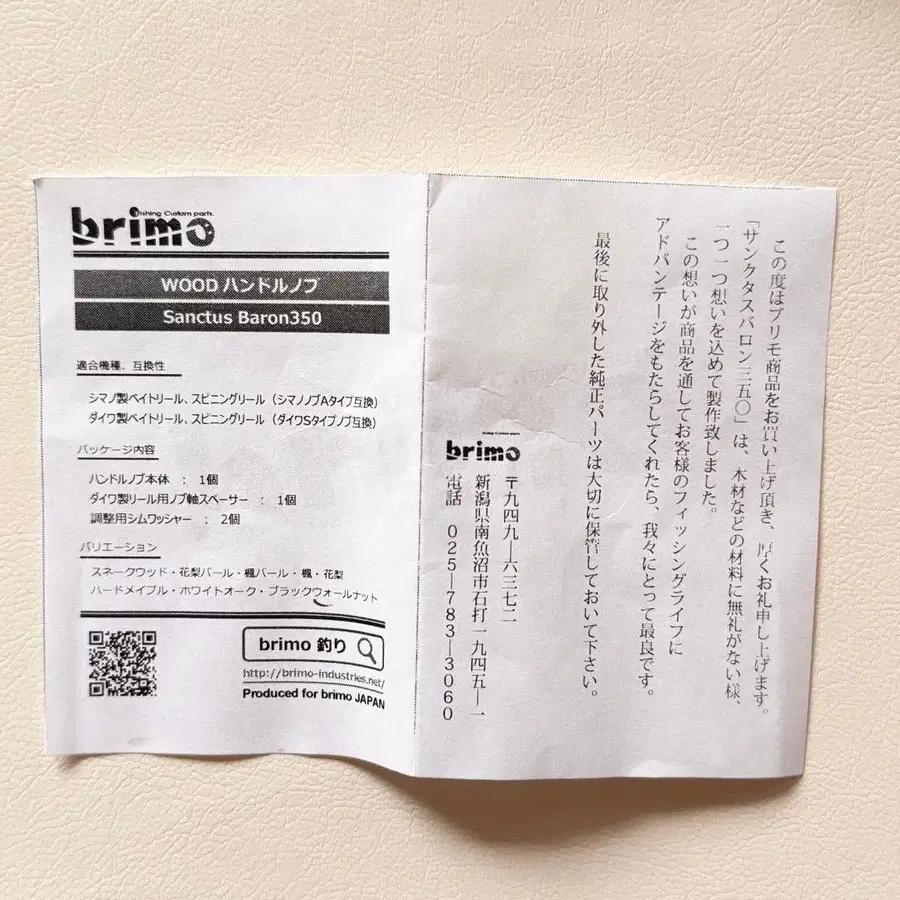 Fishing Custom parts.
brimo
WOOD ハンドルノブ
Sanctus Baron350
適合機種、互換性
シマノ製ベイトリール、スピニングリール（シマノノブAタイプ互換）
ダイワ製ベイトリール、スピニングリール（ダイワSタイプノブ互換）
パッケージ内容
ハンドルノブ本体 : 1個
ダイワ製リール用ノブ軸スペーサー : 1個
調整用シムワッシャー : 2個
バリエーション
スネークウッド・花梨バール・楓バール・楓・花梨
ハードメイプル・ホワイトオーク・ブラックウォールナット
brimo 釣り
http://brimo-industries.net/
Produced for brimo JAPAN
この度はブリモ商品をお買い上げ頂き、厚くお礼申し上げます。
「サンクタスバロン三五〇」は、木材などの材料に無礼がない様、
一つ一つ想いを込めて製作致しました。
この想いが商品を通してお客様のフィッシングライフに
アドバンテージをもたらしてくれたら、我々にとって最良です。
最後に取り外した純正パーツは大切に保管しておいて下さい。
Fishing Custom parts.
brimo
〒九四九―六三七二
新潟県南魚沼市石打一九四五―一
電話 025―783―3060